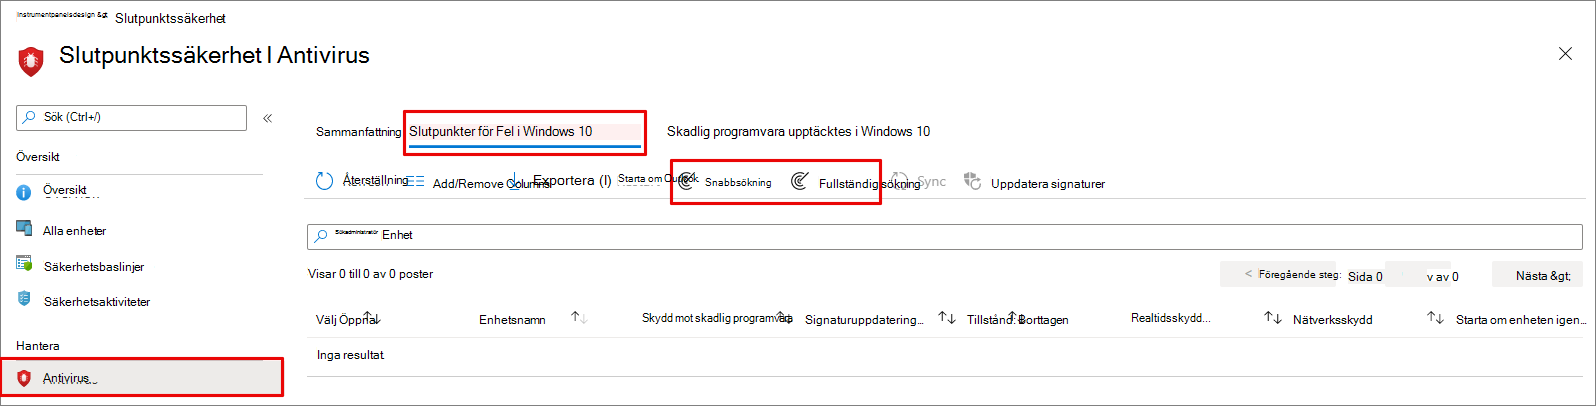 Instrumentpanelsdesign &gt Slutpunktssäkerhet
Slutpunktssäkerhet I Antivirus
Sök (Ctrl+/)
Översikt
Översikt
Alla enheter
Säkerhetsbaslinjer
Säkerhetsaktiviteter
Hantera
Antivirus
Sammanfattning Slutpunkter för Fel i Windows 10 Skadlig programvara upptäcktes i Windows 10
Återställning Add/Remove Columns Exportera (I) Starta om Outlook Snabbsökning Fullständig sökning Sync Uppdatera signaturer
Sökadministratör Enhet
Visar 0 till 0 av 0 poster
< Föregående steg: Sida 0 v av 0 Nästa &gt;
Välj Öppna. Enhetsnamn Skydd mot skadlig programvara Signaturuppdatering... Tillstånd: Borttagen Realtidsskydd... Nätverksskydd Starta om enheten igen...
Inga resultat.